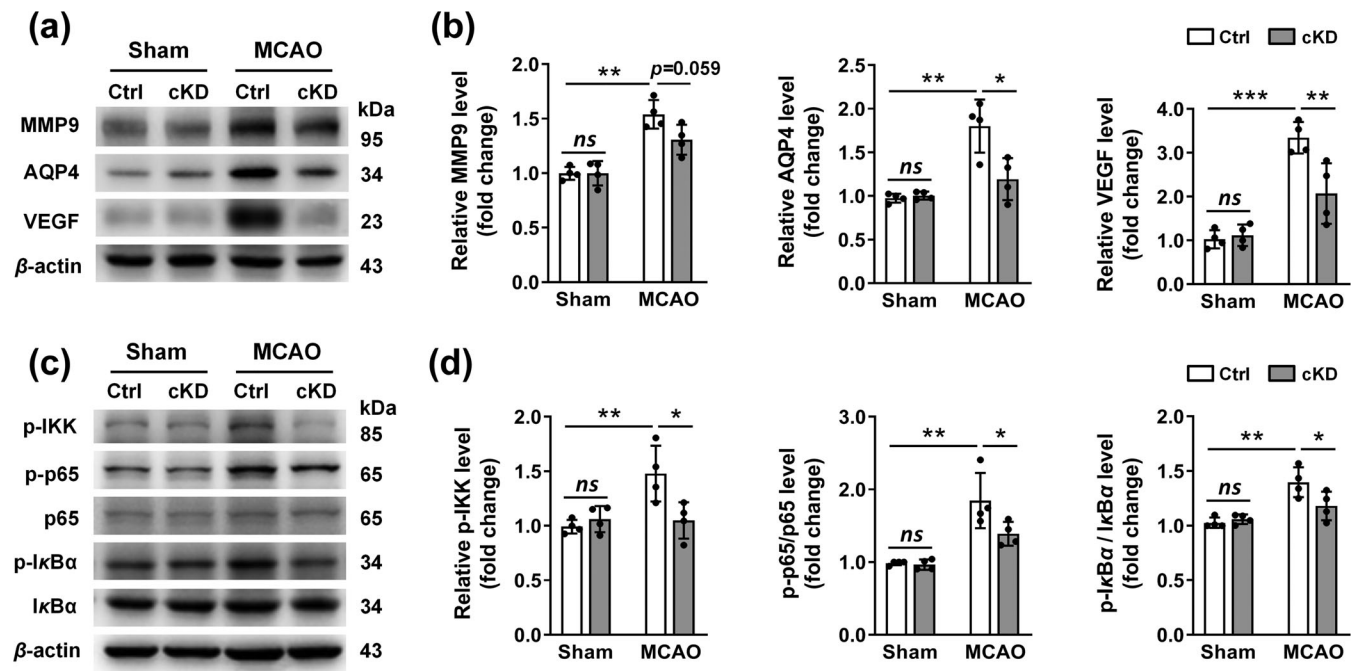 (a)
Sham MCAO
Ctrl cKD Ctrl cKD
kDa
MMP9 95
AQP4 34
VEGF 23
β-actin 43
(b)
Ctrl cKD
Relative MMP9 level
(fold change)
2.0
1.5
1.0
0.5
0.0
ns
**
p=0.059
Sham MCAO
Relative AQP4 level
(fold change)
2.5
2.0
1.5
1.0
0.5
0.0
ns
**
*
Sham MCAO
Relative VEGF level
(fold change)
4.0
3.0
2.0
1.0
0.0
ns
***
**
Sham MCAO
(c)
Sham MCAO
Ctrl cKD Ctrl cKD
kDa
p-IKK 85
p-p65 65
p65 65
p-IκBα 34
IκBα 34
β-actin 43
(d)
Ctrl cKD
Relative p-IKK level
(fold change)
2.0
1.5
1.0
0.5
0.0
ns
**
*
Sham MCAO
p-p65/p65 level
(fold change)
3.0
2.0
1.0
0.0
ns
**
*
Sham MCAO
p-IκBα / IκBα level
(fold change)
2.0
1.5
1.0
0.5
0.0
ns
**
*
Sham MCAO